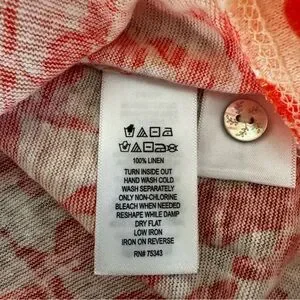 100% LINEN
TURN INSIDE OUT
HAND WASH COLD
WASH SEPARATELY
ONLY NON-CHLORINE
BLEACH WHEN NEEDED
RESHAPE WHILE DAMP
DRY FLAT
LOW IRON
IRON ON REVERSE
RN# 75343